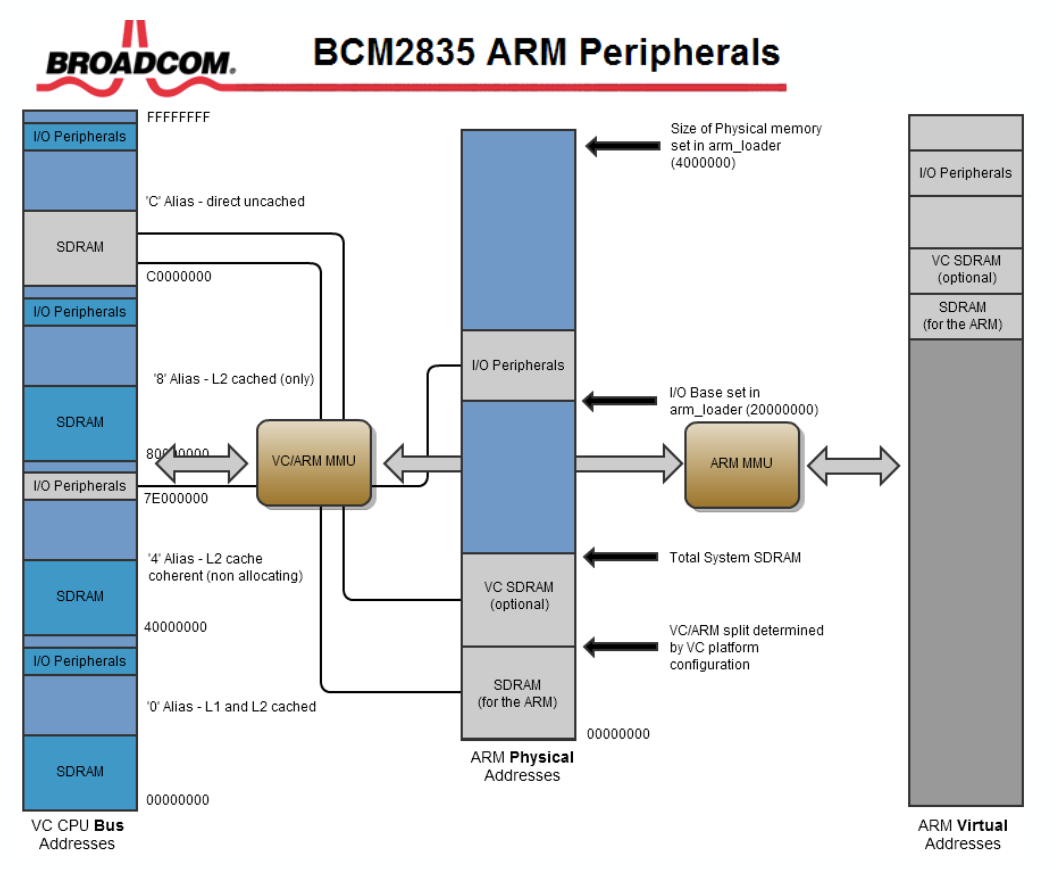 BROADCOM.
BCM2835 ARM Peripherals
FFFFFFFF
I/O Peripherals
'C' Alias - direct uncached
SDRAM
C0000000
I/O Peripherals
'8' Alias - L2 cached (only)
SDRAM
80000000
I/O Peripherals
7E000000
'4' Alias - L2 cache
coherent (non allocating)
SDRAM
40000000
I/O Peripherals
'0' Alias - L1 and L2 cached
SDRAM
00000000
VC CPU Bus
Addresses
VC/ARM MMU
Size of Physical memory
set in arm_loader
(4000000)
I/O Peripherals
I/O Base set in
arm_loader (20000000)
ARM MMU
Total System SDRAM
VC SDRAM
(optional)
VC/ARM split determined
by VC platform
configuration
SDRAM
(for the ARM)
00000000
ARM Physical
Addresses
I/O Peripherals
VC SDRAM
(optional)
SDRAM
(for the ARM)
ARM Virtual
Addresses